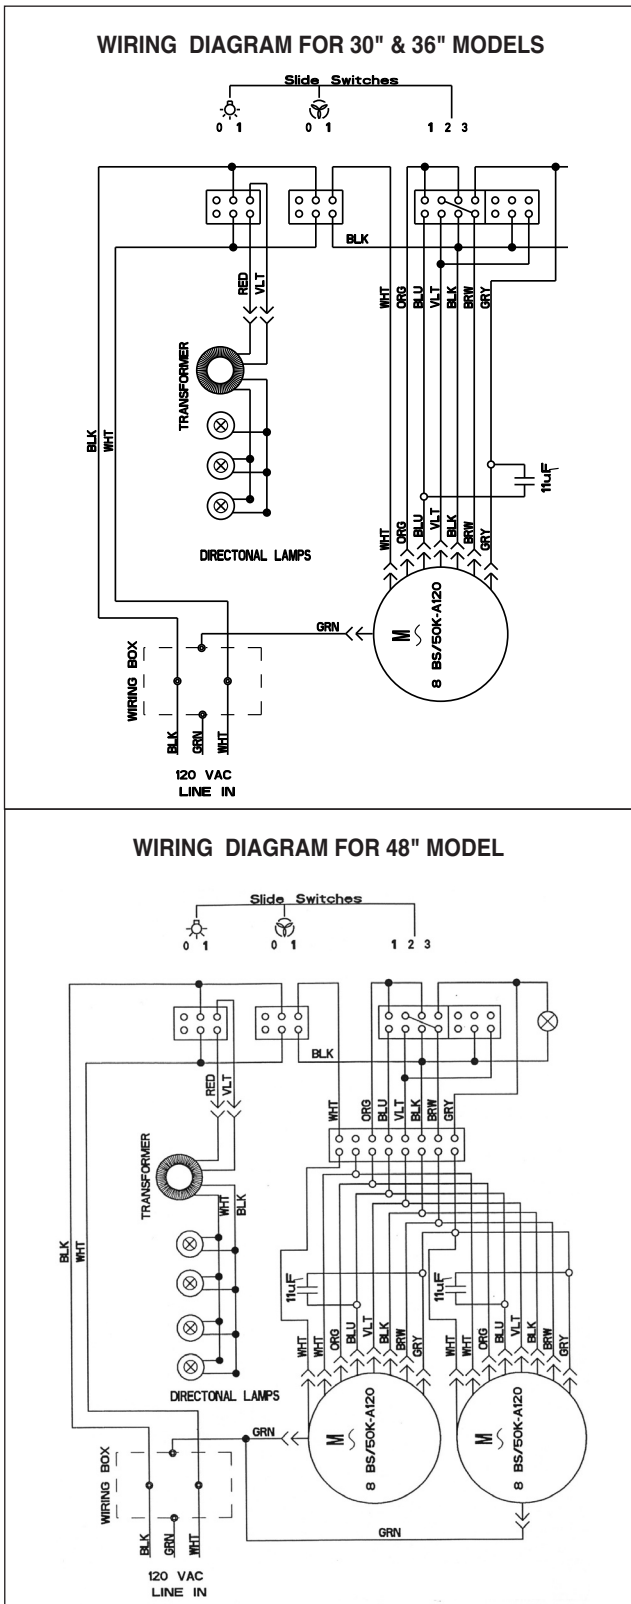 WIRING DIAGRAM FOR 30" & 36" MODELS
Slide Switches
0 1
0 1
1 2 3
BLK
RED
VLT
WHT
ORG
BLU
VLT
BLK
BRW
GRY
TRANSFORMER
BLK
WHT
11uF
WHT
ORG
BLU
VLT
BLK
BRW
GRY
DIRECTONAL LAMPS
GRN
M
8 BS/50K-A120
WIRING BOX
BLK
GRN
WHT
120 VAC
LINE IN
WIRING DIAGRAM FOR 48" MODEL
Slide Switches
0 1
0 1
1 2 3
BLK
RED
VLT
WHT
ORG
BLU
VLT
BLK
BRW
GRY
TRANSFORMER
WHT
BLK
BLK
WHT
11uF
11uF
WHT
WHT
ORG
BLU
VLT
BLK
BRW
GRY
WHT
WHT
ORG
BLU
VLT
BLK
BRW
GRY
DIRECTONAL LAMPS
GRN
M
8 BS/50K-A120
M
8 BS/50K-A120
WIRING BOX
GRN
BLK
GRN
WHT
120 VAC
LINE IN